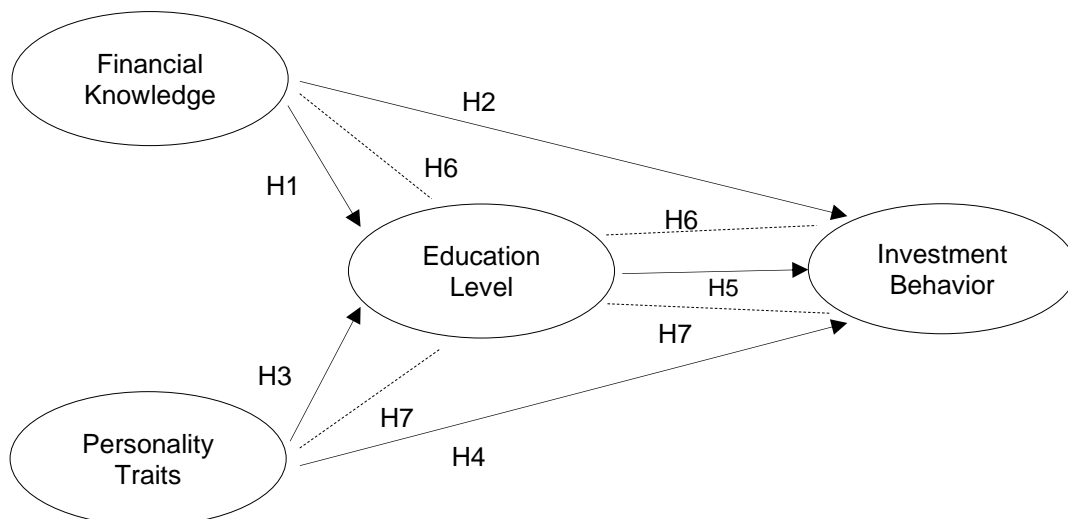 Financial
Knowledge
H2
H6
H1
H6
Education
Level
Investment
Behavior
H5
H7
H3
H7
H4
Personality
Traits